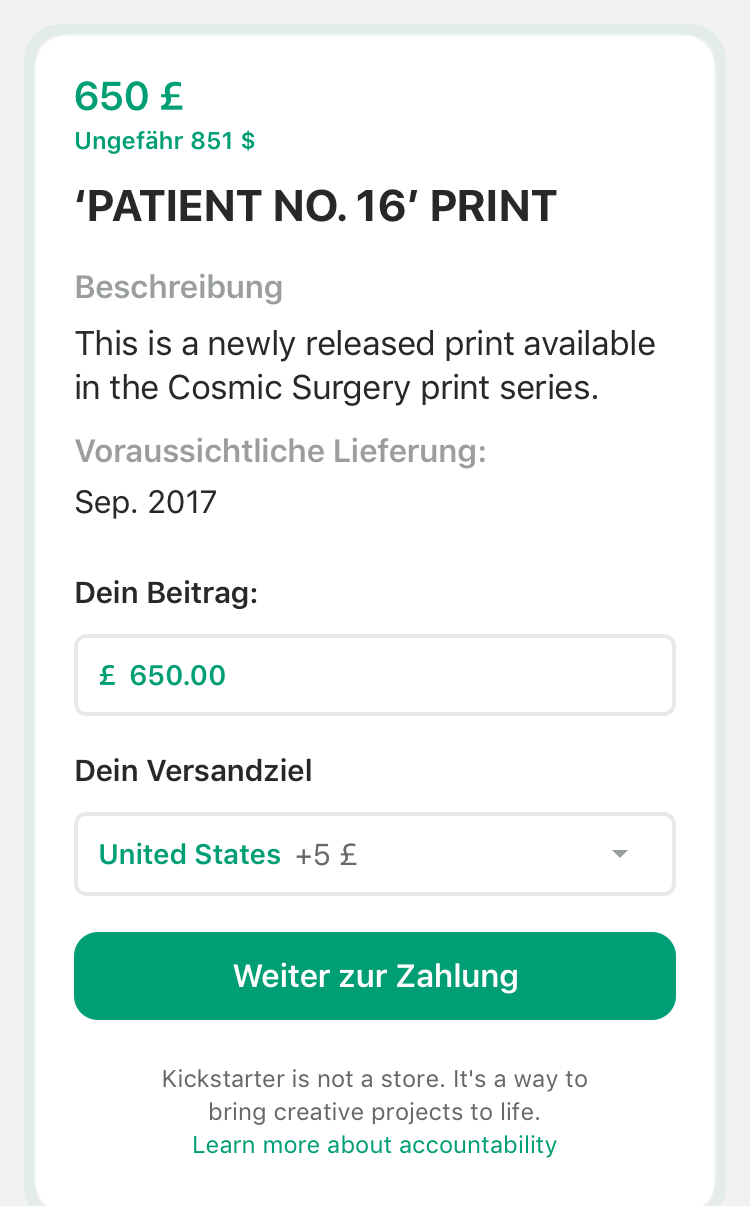 650 £
Ungefähr 851 $
‘PATIENT NO. 16’ PRINT
Beschreibung
This is a newly released print available
in the Cosmic Surgery print series.
Voraussichtliche Lieferung:
Sep. 2017
Dein Beitrag:
£ 650.00
Dein Versandziel
United States +5 £
Weiter zur Zahlung
Kickstarter is not a store. It's a way to
bring creative projects to life.
Learn more about accountability